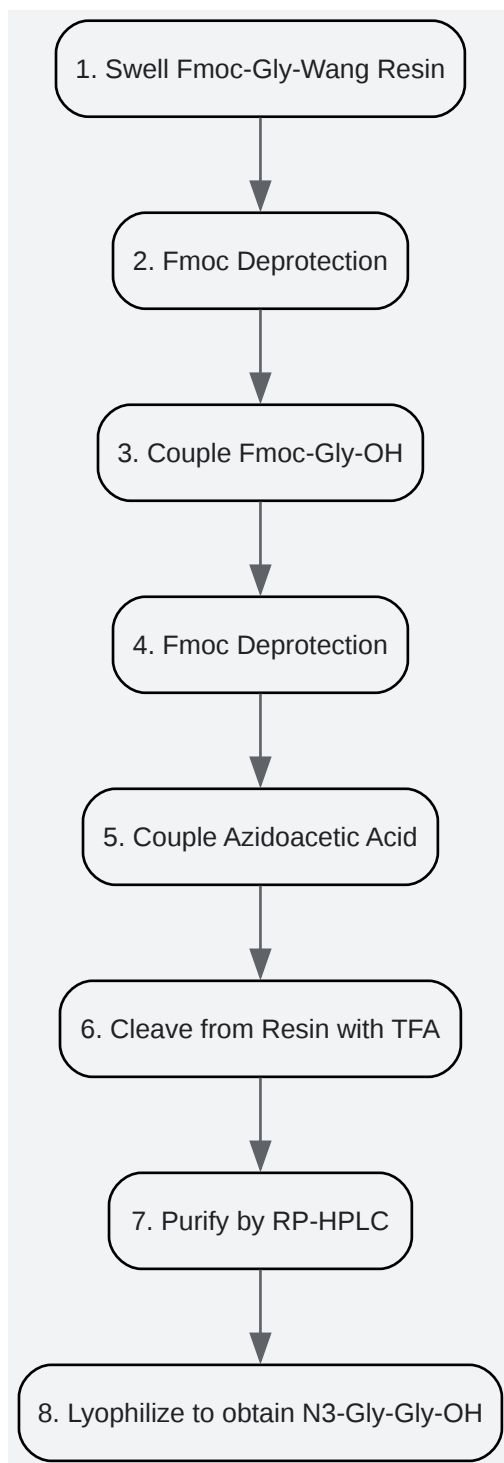 1. Swell Fmoc-Gly-Wang Resin
2. Fmoc Deprotection
3. Couple Fmoc-Gly-OH
4. Fmoc Deprotection
5. Couple Azidoacetic Acid
6. Cleave from Resin with TFA
7. Purify by RP-HPLC
8. Lyophilize to obtain N3-Gly-Gly-OH